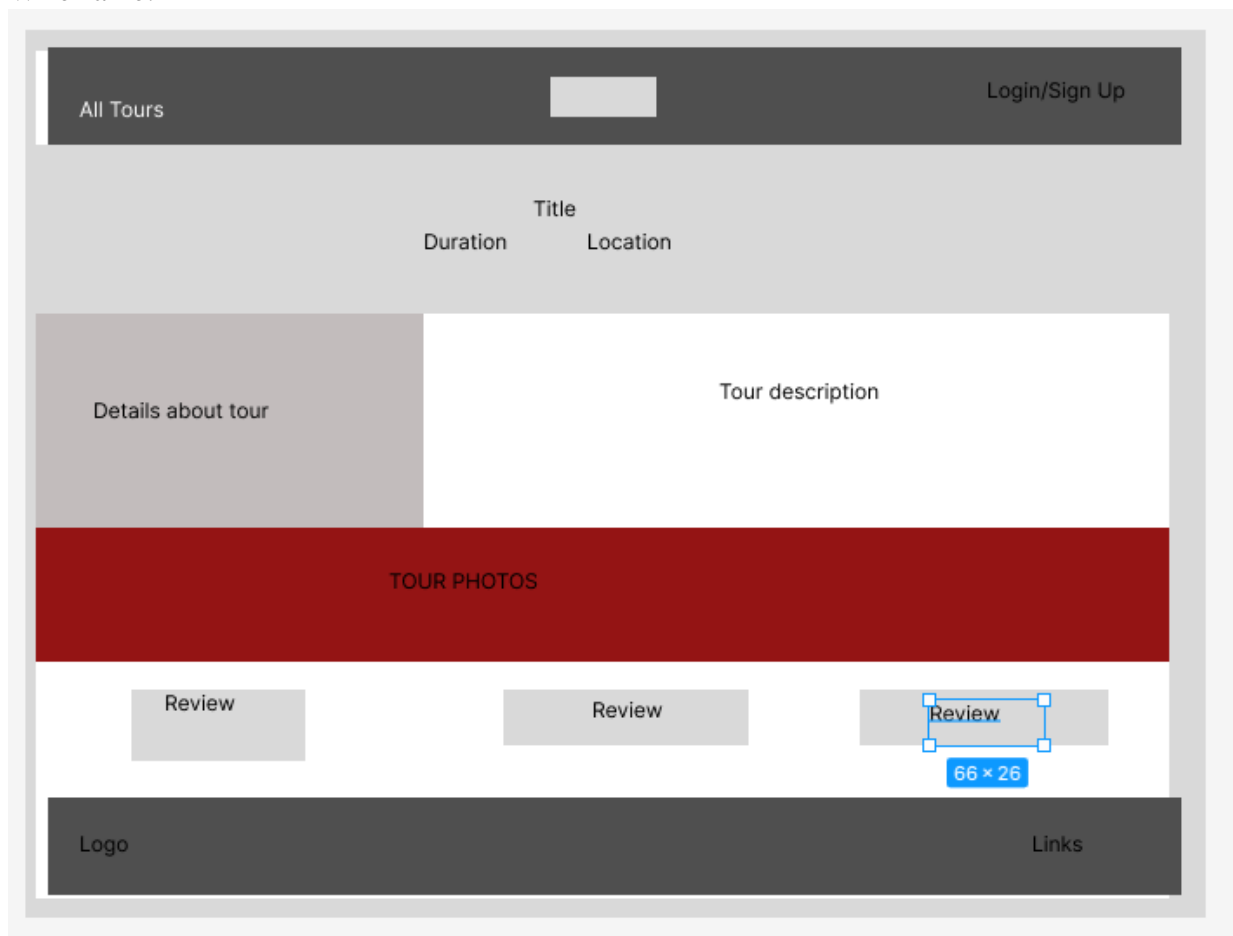 All Tours
Login/Sign Up
Title
Duration Location
Details about tour
Tour description
TOUR PHOTOS
Review
Review
Review
66 × 26
Logo
Links